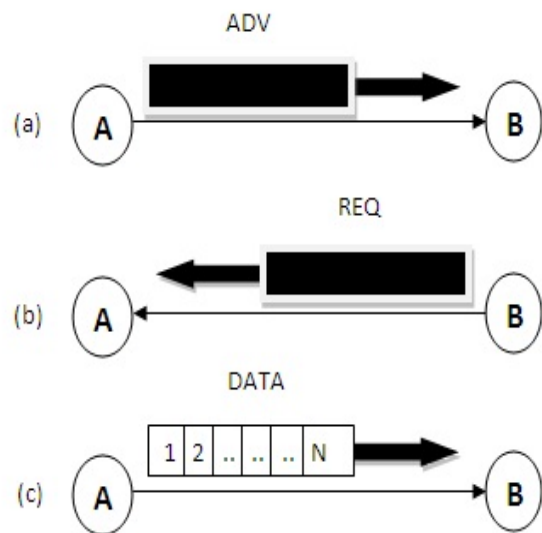 ADV
(a) A B
REQ
(b) A B
DATA
1 2 .. .. .. N
(c) A B